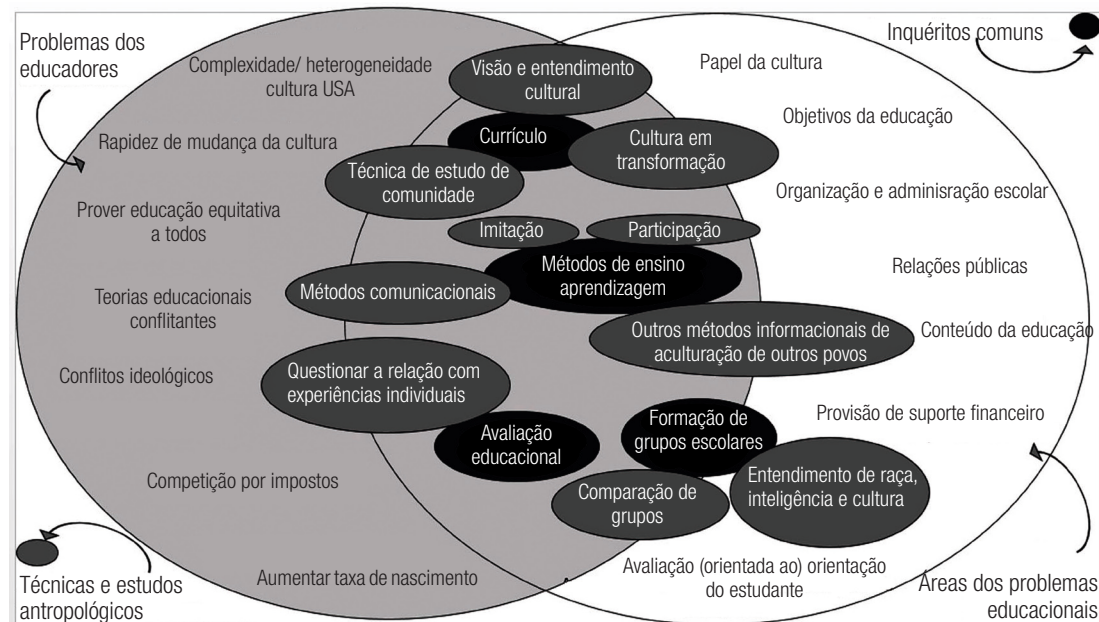 Problemas dos
educadores
Complexidade/ heterogeneidade
cultura USA
Rapidez de mudança da cultura
Prover educação equitativa
a todos
Teorias educacionais
conflitantes
Conflitos ideológicos
Competição por impostos
Aumentar taxa de nascimento
Técnicas e estudos
antropológicos
Visão e entendimento
cultural
Currículo
Cultura em
transformação
Técnica de estudo de
comunidade
Imitação
Participação
Métodos de ensino
aprendizagem
Métodos comunicacionais
Outros métodos informacionais de
aculturação de outros povos
Questionar a relação com
experiências individuais
Avaliação
educacional
Formação de
grupos escolares
Comparação de
grupos
Entendimento de raça,
inteligência e cultura
Inquéritos comuns
Papel da cultura
Objetivos da educação
Organização e adminisração escolar
Relações públicas
Conteúdo da educação
Provisão de suporte financeiro
Avaliação (orientada ao) orientação
do estudante
Áreas dos problemas
educacionais